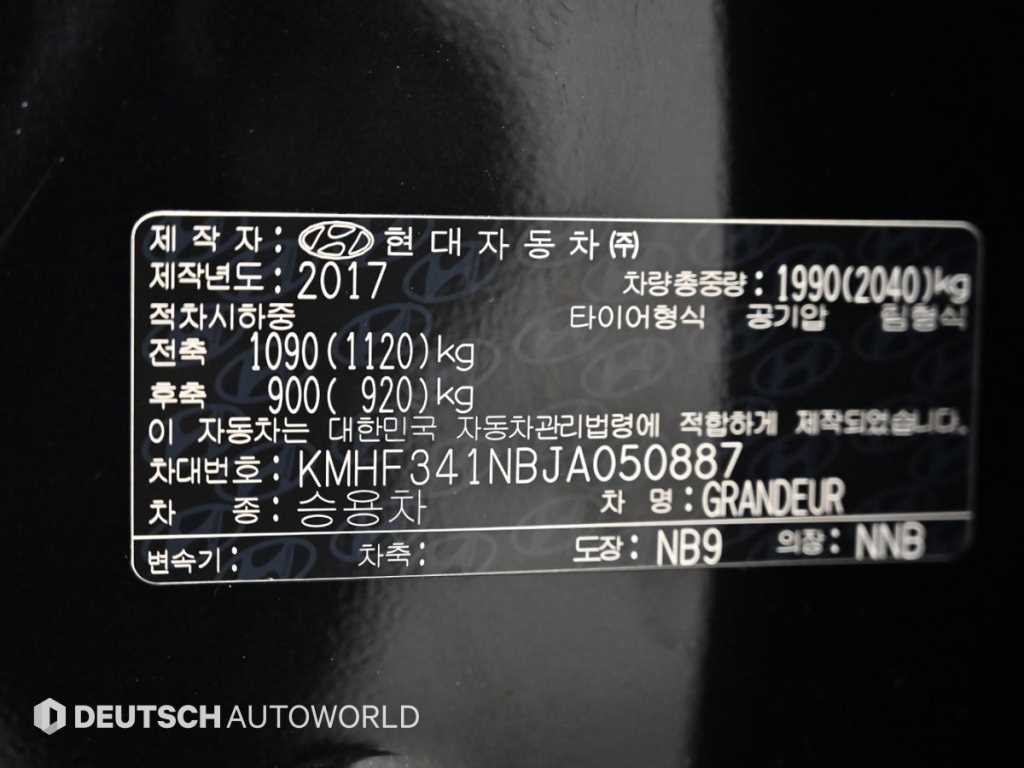 제 작 자 : 현 대 자 동 차 ㈜
제작년도 : 2017 차량총중량 : 1990(2040)kg
적차시하중 타이어형식 공기압 림형식
전축 1090(1120)kg
후축 900( 920)kg
이 자동차는 대한민국 자동차관리법령에 적합하게 제작되었습니다.
차대번호 : KMHF341NBJA050887
차 종 : 승용차 차 명 : GRANDEUR
변속기 : 차축 : 도장 : NB9 의장 : NNB
DEUTSCH AUTOWORLD